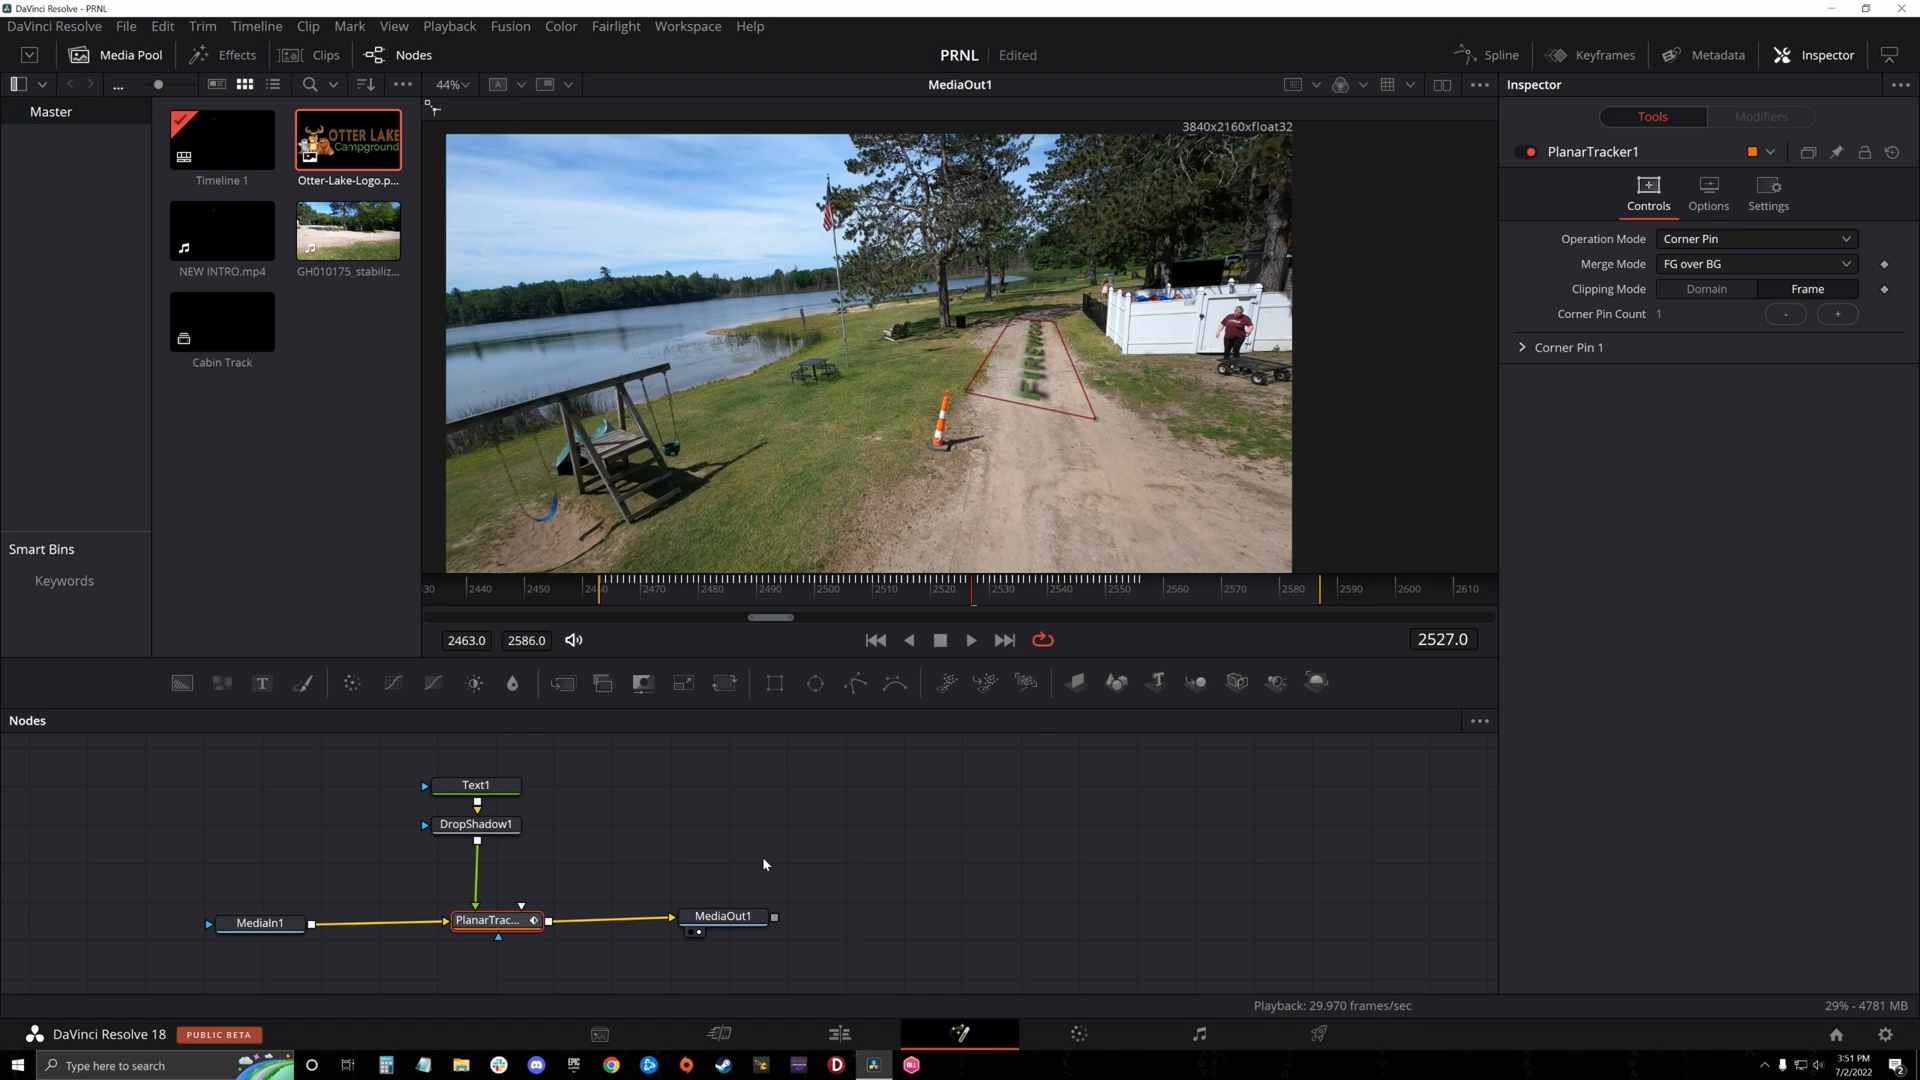 DaVinci Resolve - PRNL
DaVinci Resolve File Edit Trim Timeline Clip Mark View Playback Fusion Color Fairlight Workspace Help
Media Pool Effects Clips Nodes PRNL Edited Spline Keyframes Metadata Inspector
... 44% A MediaOut1 Inspector
Master
3840x2160xfloat32
Tools Modifiers
OTTER LAKE
Campground
PlanarTracker1
Timeline 1 Otter-Lake-Logo.p...
Controls Options Settings
Operation Mode Corner Pin
Merge Mode FG over BG
NEW INTRO.mp4 GH010175_stabiliz...
Clipping Mode Domain Frame
Corner Pin Count 1 - +
Corner Pin 1
Cabin Track
Smart Bins
Keywords
2440 2450 2470 2480 2490 2500 2510 2520 2530 2540 2550 2560 2570 2580 2590 2600 2610
2463.0 2586.0 2527.0
T
Nodes
Text1
DropShadow1
MediaIn1 PlanarTrac... MediaOut1
Playback: 29.970 frames/sec 29% - 4781 MB
DaVinci Resolve 18 PUBLIC BETA
Type here to search
EPIC
3:51 PM
7/2/2022
2